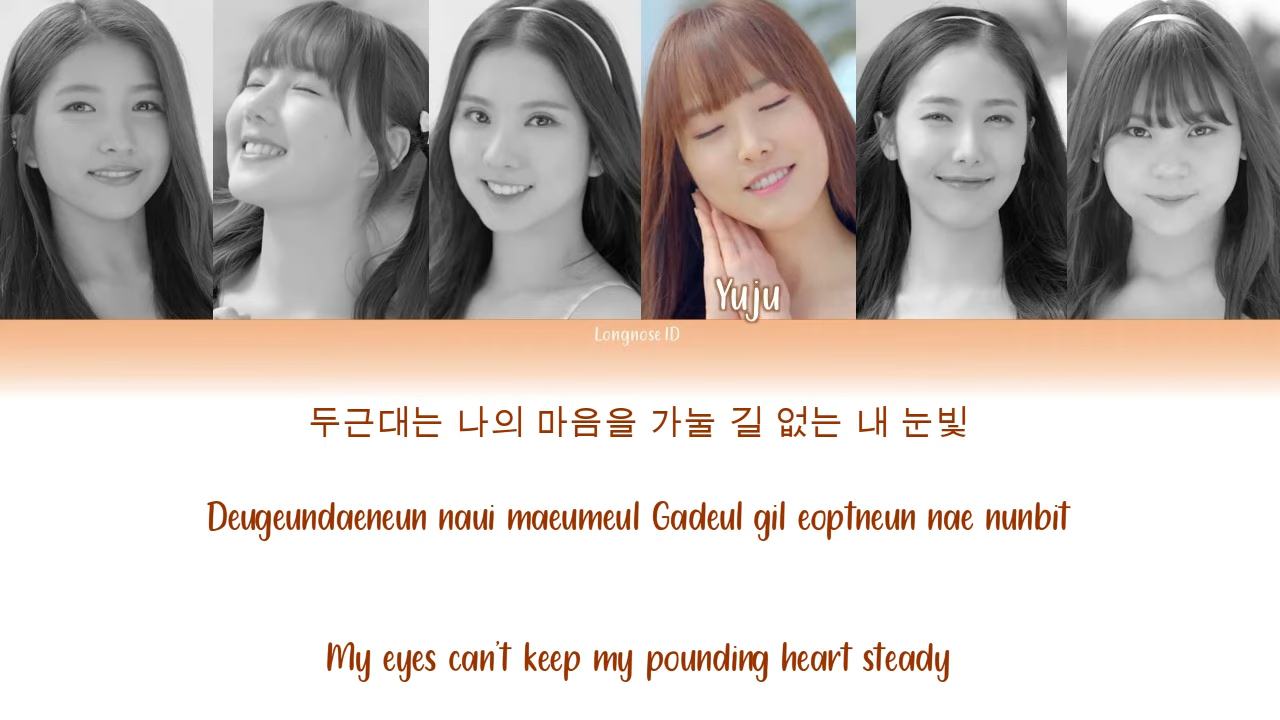 Yuju
Longnose ID
두근대는 나의 마음을 가눌 길 없는 내 눈빛
Deugeundaeneun naui maeumeul Gadeul gil eoptneun nae nunbit
My eyes can't keep my pounding heart steady